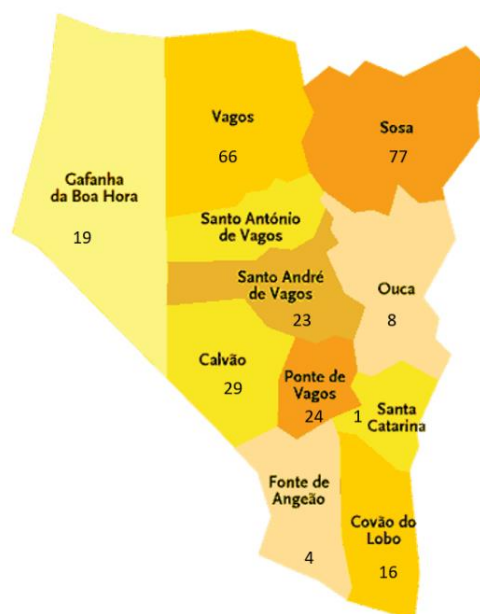 Vagos
66
Sosa
77
Gafanha
da Boa Hora
19
Santo António
de Vagos
Santo André
de Vagos
23
Ouca
8
Calvão
29
Ponte de
Vagos
24
1
Santa
Catarina
Fonte de
Angeão
4
Covão do
Lobo
16